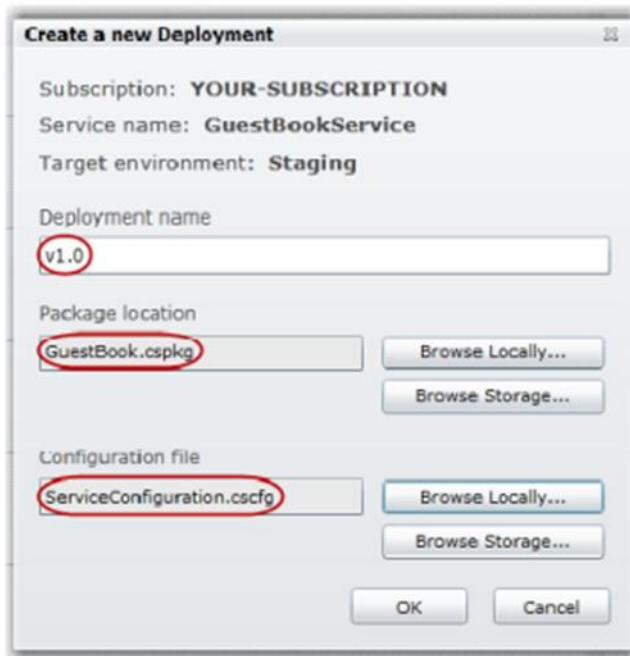 Create a new Deployment
Subscription: YOUR-SUBSCRIPTION
Service name: GuestBookService
Target environment: Staging
Deployment name
v1.0
Package location
GuestBook.cspkg
Browse Locally...
Browse Storage...
Configuration file
ServiceConfiguration.cscfg
Browse Locally...
Browse Storage...
OK
Cancel